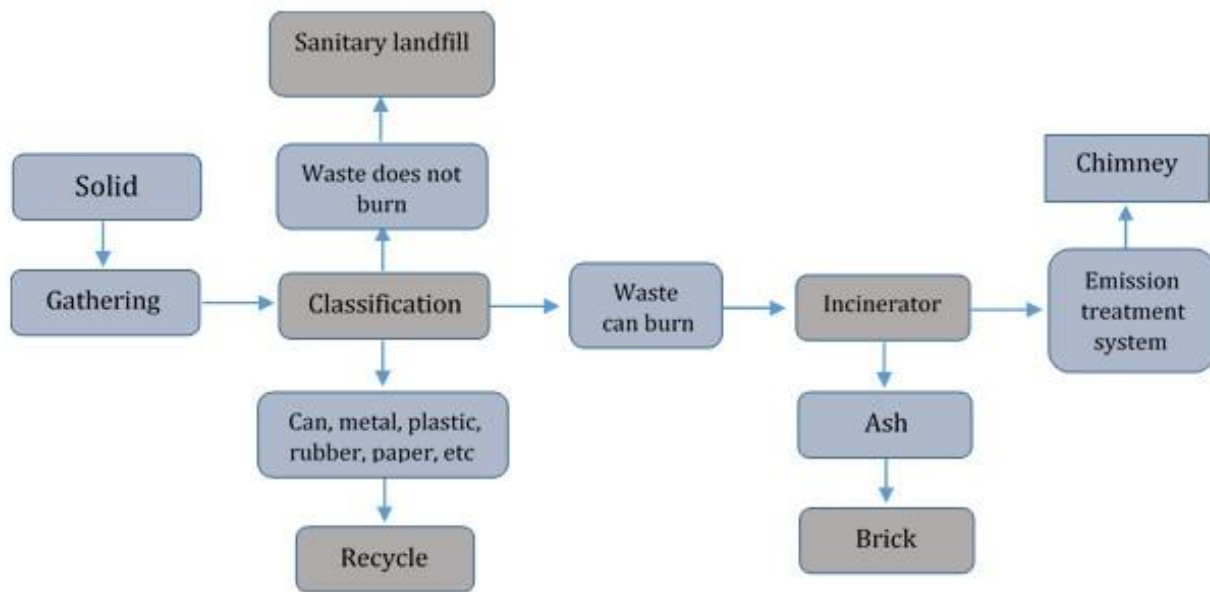 Sanitary landfill
Waste does not
burn
Solid
Gathering
Classification
Waste
can burn
Incinerator
Chimney
Emission
treatment
system
Can, metal, plastic,
rubber, paper, etc
Recycle
Ash
Brick